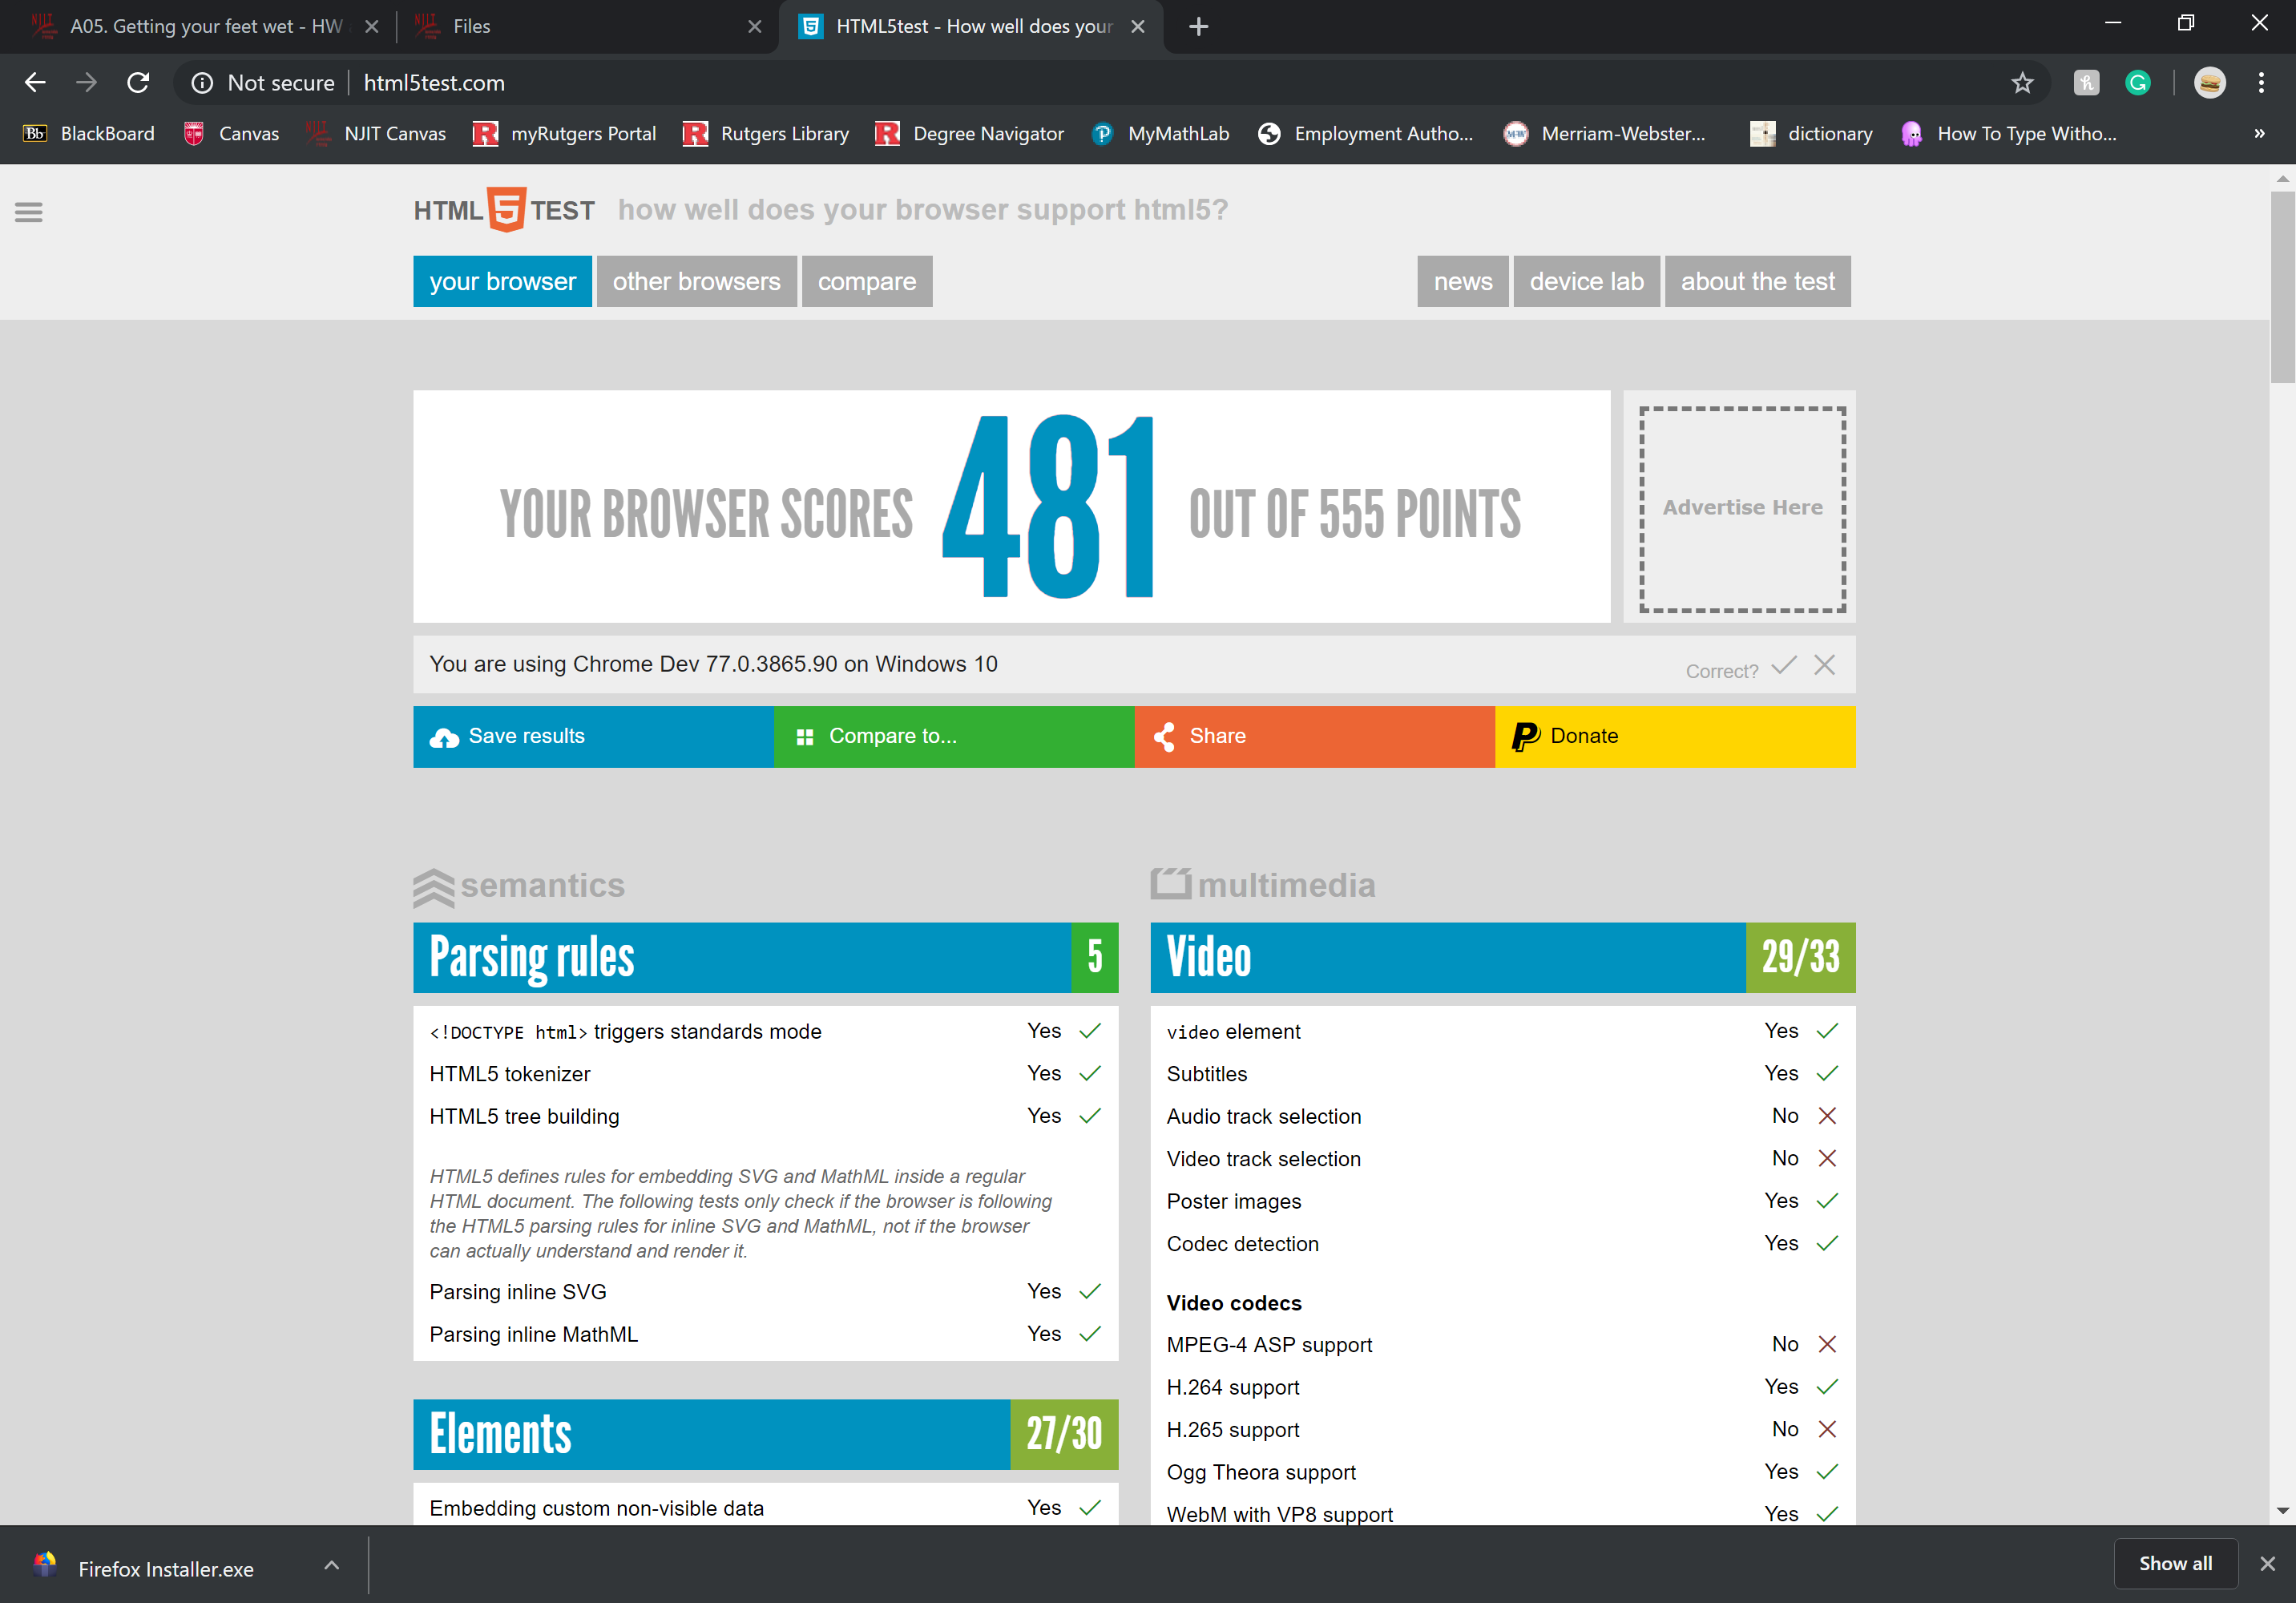 A05. Getting your feet wet - HW
Files
HTML5test - How well does your
Not secure
html5test.com
BlackBoard
Canvas
NJIT Canvas
myRutgers Portal
Rutgers Library
Degree Navigator
MyMathLab
Employment Autho...
Merriam-Webster...
dictionary
How To Type Witho...
»
HTML 5 TEST how well does your browser support html5?
your browser
other browsers
compare
news
device lab
about the test
YOUR BROWSER SCORES 481 OUT OF 555 POINTS
Advertise Here
You are using Chrome Dev 77.0.3865.90 on Windows 10
Correct?
Save results
Compare to...
Share
Donate
semantics
Parsing rules 5
<!DOCTYPE html> triggers standards mode Yes
HTML5 tokenizer Yes
HTML5 tree building Yes
HTML5 defines rules for embedding SVG and MathML inside a regular
HTML document. The following tests only check if the browser is following
the HTML5 parsing rules for inline SVG and MathML, not if the browser
can actually understand and render it.
Parsing inline SVG Yes
Parsing inline MathML Yes
Elements 27/30
Embedding custom non-visible data Yes
multimedia
Video 29/33
video element Yes
Subtitles Yes
Audio track selection No
Video track selection No
Poster images Yes
Codec detection Yes
Video codecs
MPEG-4 ASP support No
H.264 support Yes
H.265 support No
Ogg Theora support Yes
WebM with VP8 support Yes
Firefox Installer.exe
Show all